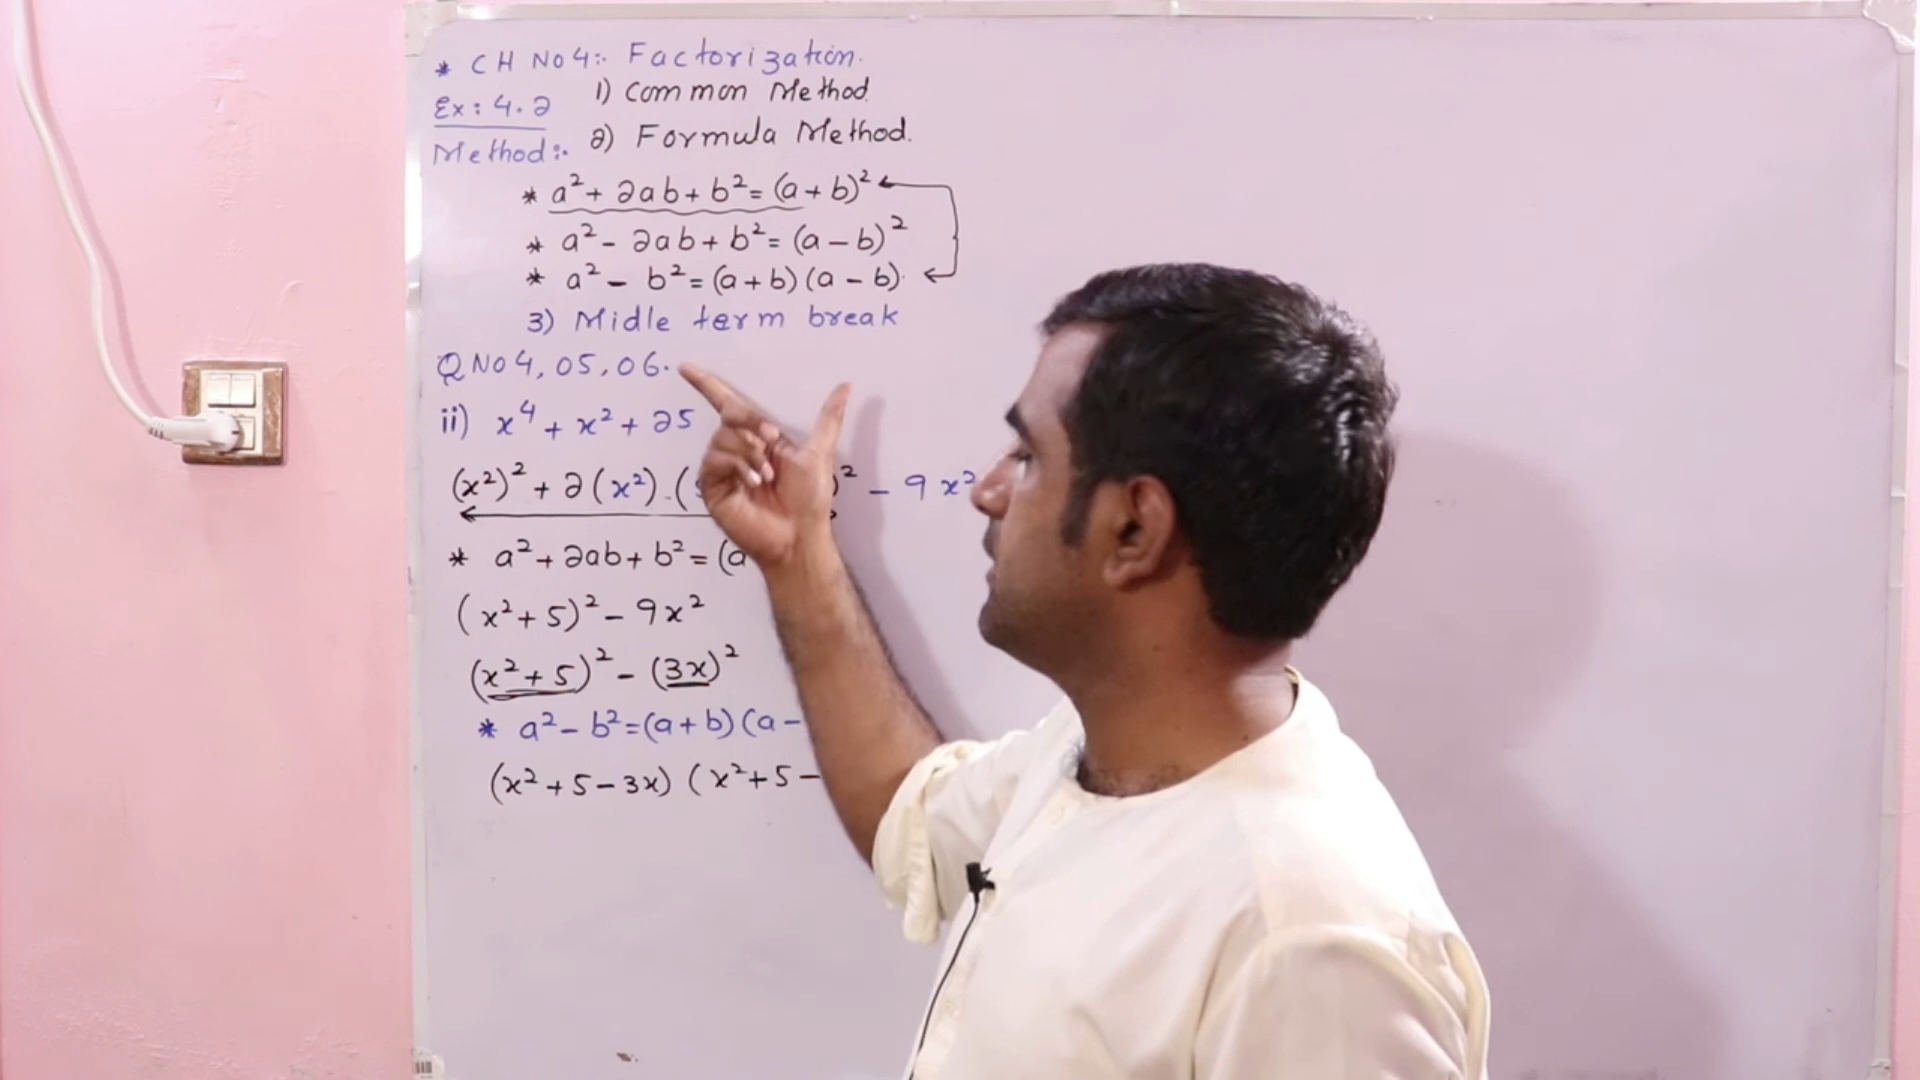 * CH NO 4:. Factorization.
Ex: 4.2 1) Common Method
Method:. 2) Formula Method.
* a² + 2ab + b² = (a + b)²
* a² - 2ab + b² = (a - b)²
* a² - b² = (a + b) (a - b).
3) Midle term break
Q NO 4, 05, 06.
ii) x⁴ + x² + 25
(x²)² + 2 (x²) . ( )² - 9x²
* a² + 2ab + b² = (a
(x² + 5)² - 9x²
(x² + 5)² - (3x)²
* a² - b² = (a + b) (a -
(x² + 5 - 3x) (x² + 5 -